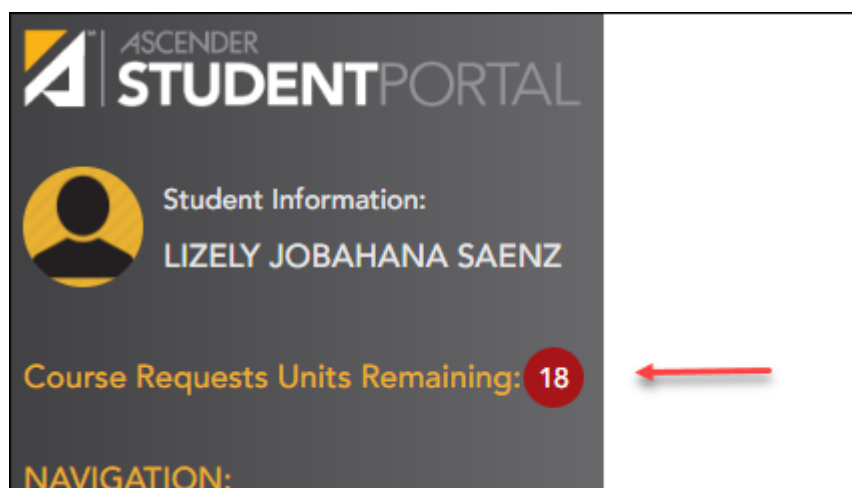 ASCENDER
STUDENTPORTAL
Student Information:
LIZELY JOBAHANA SAENZ
Course Requests Units Remaining: 18
NAVIGATION: